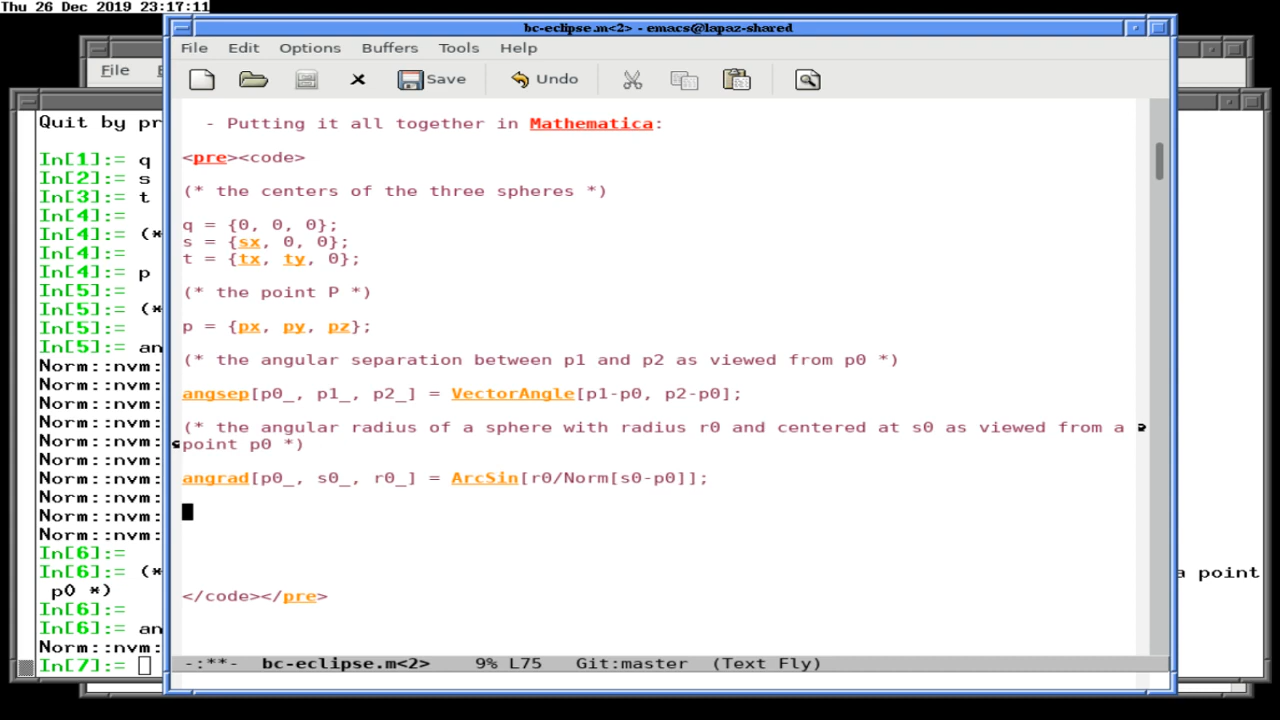 Thu 26 Dec 2019 23:17:11
bc-eclipse.m<2> - emacs@lapaz-shared
File Edit Options Buffers Tools Help
File
Save Undo
Quit by pr
In[1]:= q
In[2]:= s
In[3]:= t
In[4]:=
In[4]:= (*
In[4]:=
In[4]:= p
In[5]:=
In[5]:= (*
In[5]:=
In[5]:= an
Norm::nvm:
Norm::nvm:
Norm::nvm:
Norm::nvm:
Norm::nvm:
Norm::nvm:
Norm::nvm:
Norm::nvm:
Norm::nvm:
Norm::nvm:
In[6]:=
In[6]:= (*
a point
p0 *)
In[6]:=
In[6]:= an
Norm::nvm:
In[7]:=
- Putting it all together in Mathematica:
<pre><code>
(* the centers of the three spheres *)
q = {0, 0, 0};
s = {sx, 0, 0};
t = {tx, ty, 0};
(* the point P *)
p = {px, py, pz};
(* the angular separation between p1 and p2 as viewed from p0 *)
angsep[p0_, p1_, p2_] = VectorAngle[p1-p0, p2-p0];
(* the angular radius of a sphere with radius r0 and centered at s0 as viewed from a
point p0 *)
angrad[p0_, s0_, r0_] = ArcSin[r0/Norm[s0-p0]];
</code></pre>
-:**- bc-eclipse.m<2> 9% L75 Git:master (Text Fly)